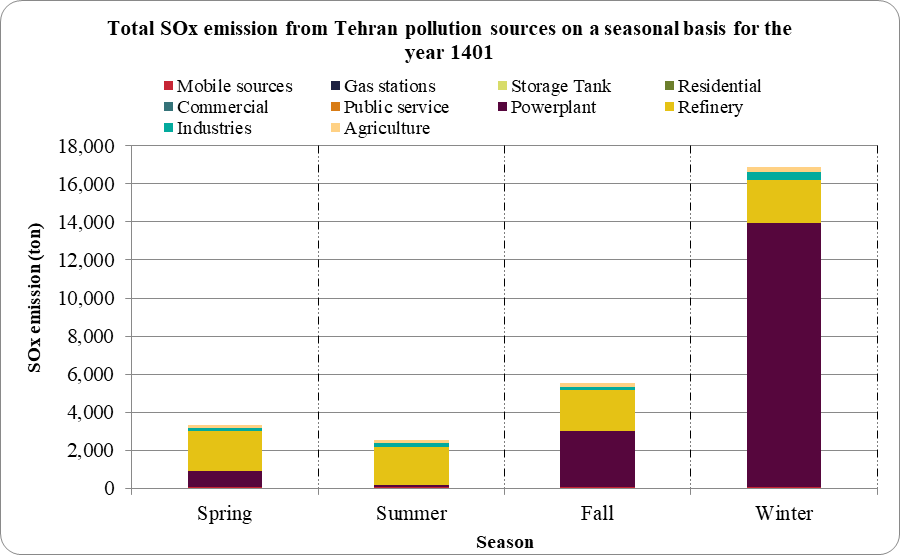 Total SOx emission from Tehran pollution sources on a seasonal basis for the
year 1401
Mobile sources Gas stations Storage Tank Residential
Commercial Public service Powerplant Refinery
Industries Agriculture
18,000
16,000
14,000
12,000
10,000
8,000
6,000
4,000
2,000
0
SOx emission (ton)
Spring Summer Fall Winter
Season